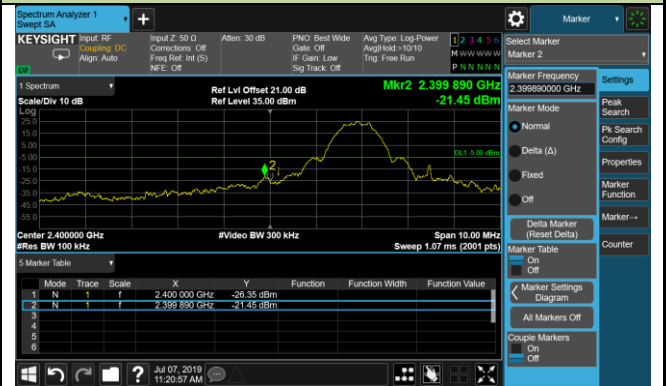 Spectrum Analyzer 1
Swept SA
+
Marker
KEYSIGHT
Input: RF
Coupling: DC
Align: Auto
Input Z: 50 Ω
Corrections: Off
Freq Ref: Int (S)
NFE: Off
Atten: 30 dB
PNO: Best Wide
Gate: Off
IF Gain: Low
Sig Track: Off
Avg Type: Log-Power
Avg|Hold:>10/10
Trig: Free Run
1 2 3 4 5 6
M W W W W W
P N N N N N
Select Marker
Marker 2
LXI
1 Spectrum
Scale/Div 10 dB
Ref Lvl Offset 21.00 dB
Ref Level 35.00 dBm
Mkr2 2.399 890 GHz
-21.45 dBm
Log
25.0
15.0
5.00
-5.00
-15.0
-25.0
-35.0
-45.0
-55.0
2
1
DL1 -5.00 dBm
Center 2.400000 GHz
#Res BW 100 kHz
#Video BW 300 kHz
Span 10.00 MHz
Sweep 1.07 ms (2001 pts)
5 Marker Table
Mode Trace Scale X Y Function Function Width Function Value
1 N 1 f 2.400 000 GHz -26.35 dBm
2 N 1 f 2.399 890 GHz -21.45 dBm
3
4
5
6
Marker Frequency
2.399890000 GHz
Marker Mode
Normal
Delta (Δ)
Fixed
Off
Delta Marker
(Reset Delta)
Marker Table
On
Off
Marker Settings
Diagram
All Markers Off
Couple Markers
On
Off
Settings
Peak
Search
Pk Search
Config
Properties
Marker
Function
Marker→
Counter
?
Jul 07, 2019
11:20:57 AM